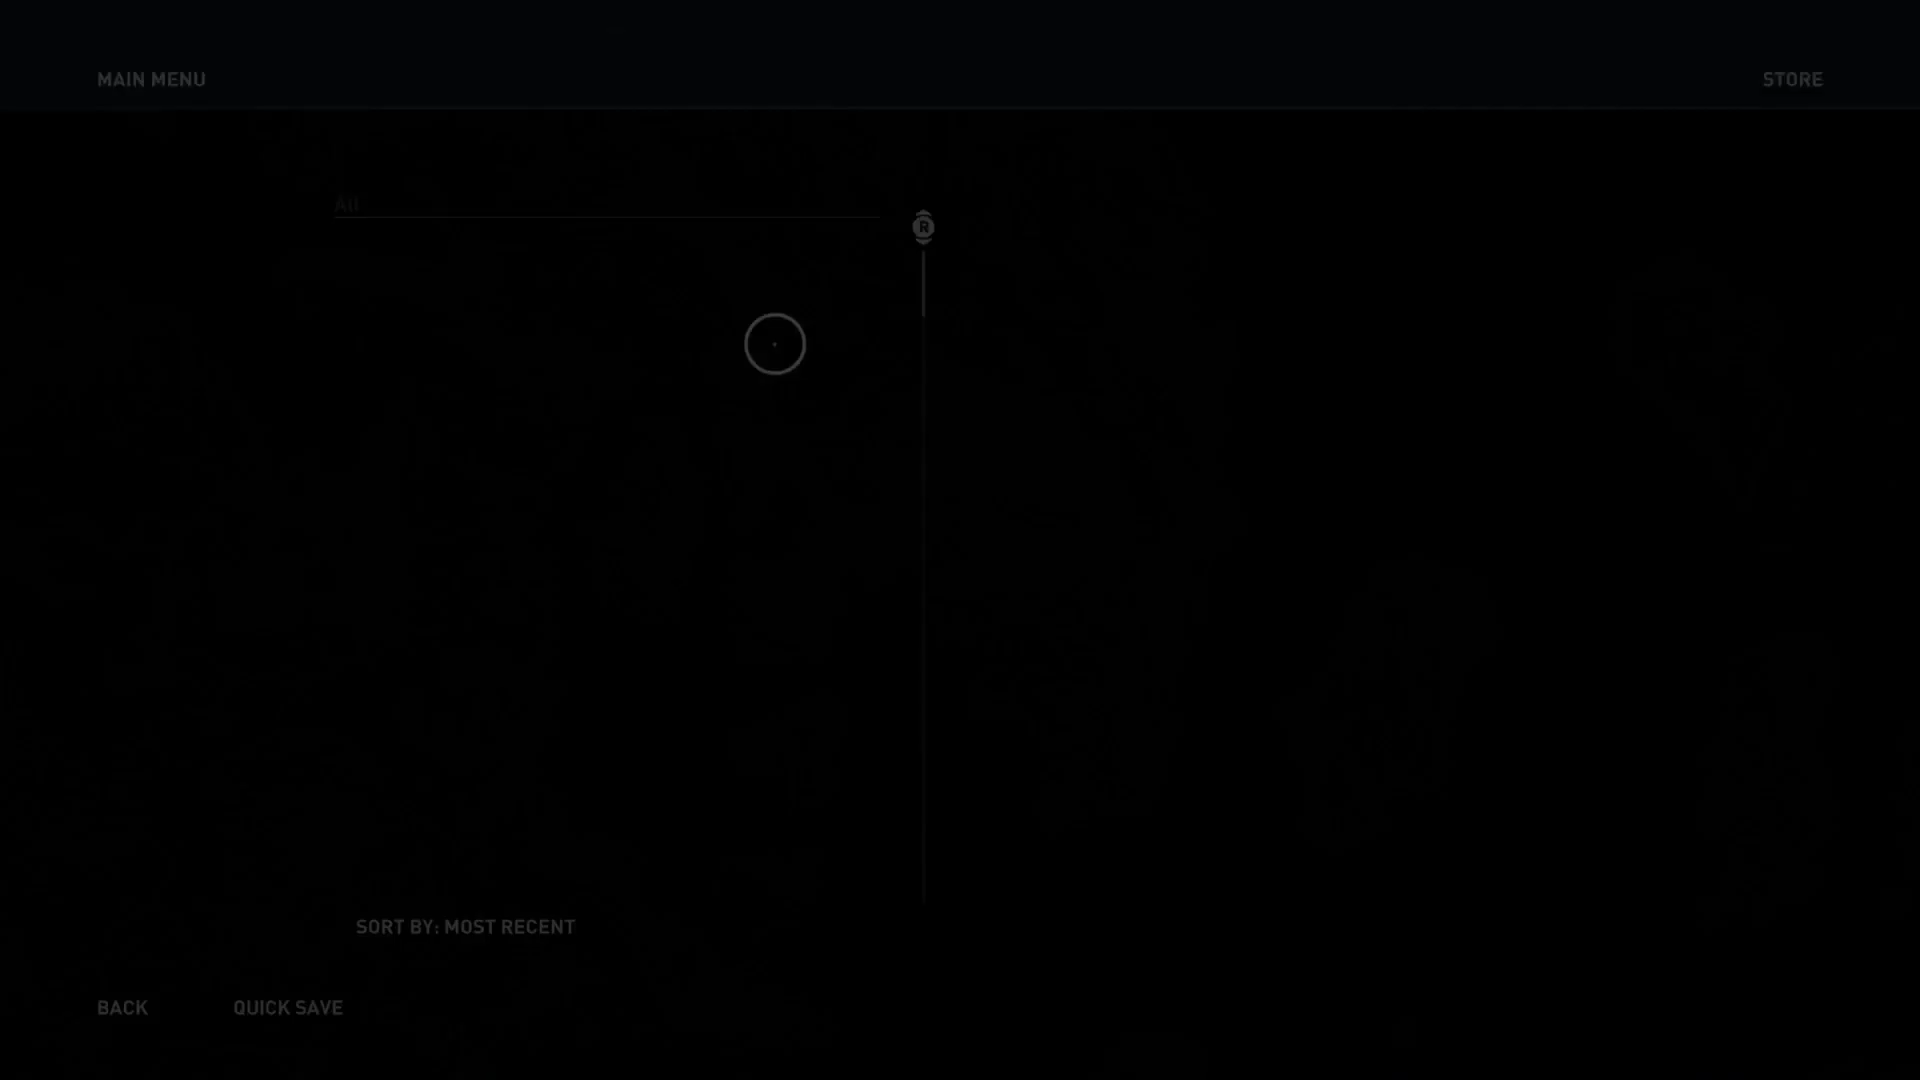 MAIN MENU
STORE
All
R
SORT BY: MOST RECENT
BACK
QUICK SAVE